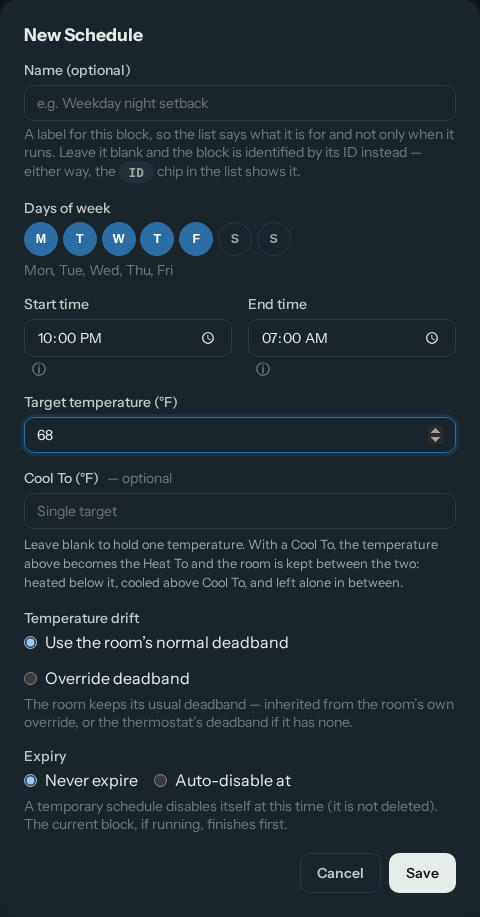 New Schedule
Name (optional)
e.g. Weekday night setback
A label for this block, so the list says what it is for and not only when it
runs. Leave it blank and the block is identified by its ID instead —
either way, the ID chip in the list shows it.
Days of week
M T W T F S S
Mon, Tue, Wed, Thu, Fri
Start time End time
10:00 PM 07:00 AM
Target temperature (°F)
68
Cool To (°F) — optional
Single target
Leave blank to hold one temperature. With a Cool To, the temperature
above becomes the Heat To and the room is kept between the two:
heated below it, cooled above Cool To, and left alone in between.
Temperature drift
Use the room's normal deadband
Override deadband
The room keeps its usual deadband — inherited from the room's own
override, or the thermostat's deadband if it has none.
Expiry
Never expire Auto-disable at
A temporary schedule disables itself at this time (it is not deleted).
The current block, if running, finishes first.
Cancel Save